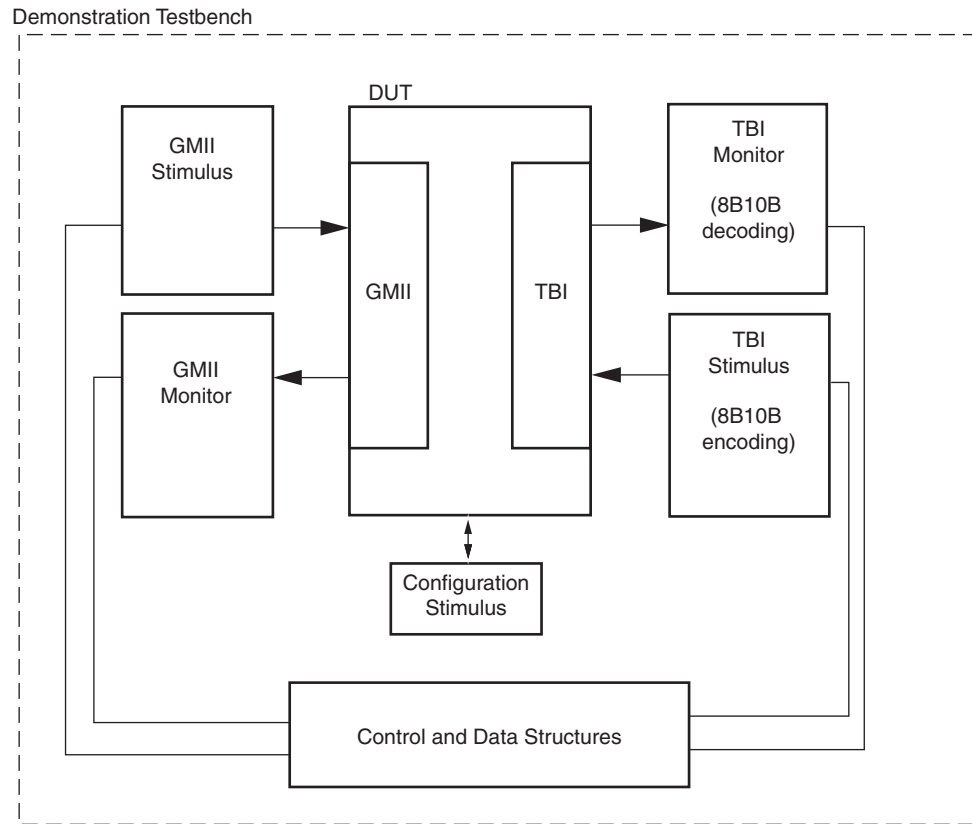 Demonstration Testbench
DUT
GMII
Stimulus
TBI
Monitor
(8B10B
decoding)
GMII
TBI
GMII
Monitor
TBI
Stimulus
(8B10B
encoding)
Configuration
Stimulus
Control and Data Structures